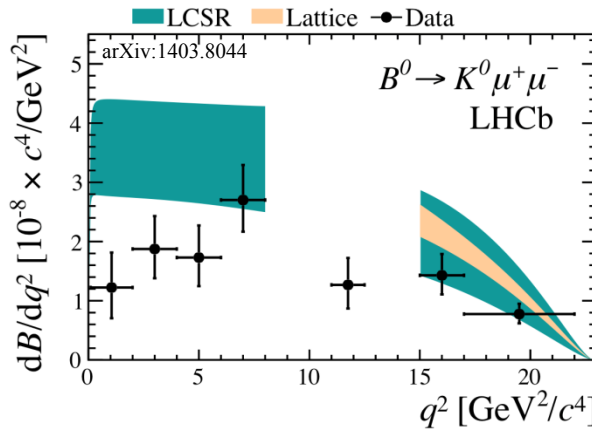 LCSR Lattice Data
arXiv:1403.8044
B⁰ → K⁰μ⁺μ⁻
LHCb
dB/dq² [10⁻⁸ × c⁴/GeV²]
5
4
3
2
1
0
0 5 10 15 20
q² [GeV²/c⁴]